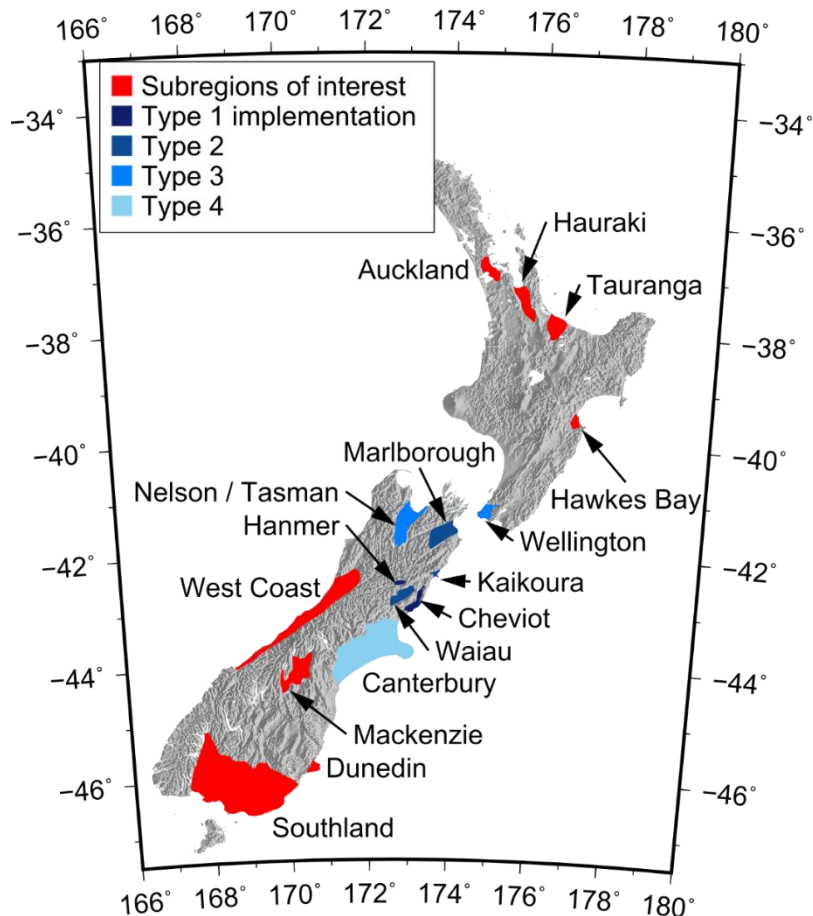 166° 168° 170° 172° 174° 176° 178° 180°
Subregions of interest
Type 1 implementation
Type 2
Type 3
Type 4
−34° −34°
−36° −36°
Hauraki
Auckland
Tauranga
−38° −38°
−40° −40°
Marlborough
Nelson / Tasman
Hawkes Bay
Hanmer
Wellington
−42° −42°
West Coast
Kaikoura
Cheviot
Waiau
Canterbury
−44° −44°
Mackenzie
Dunedin
−46° −46°
Southland
166° 168° 170° 172° 174° 176° 178° 180°